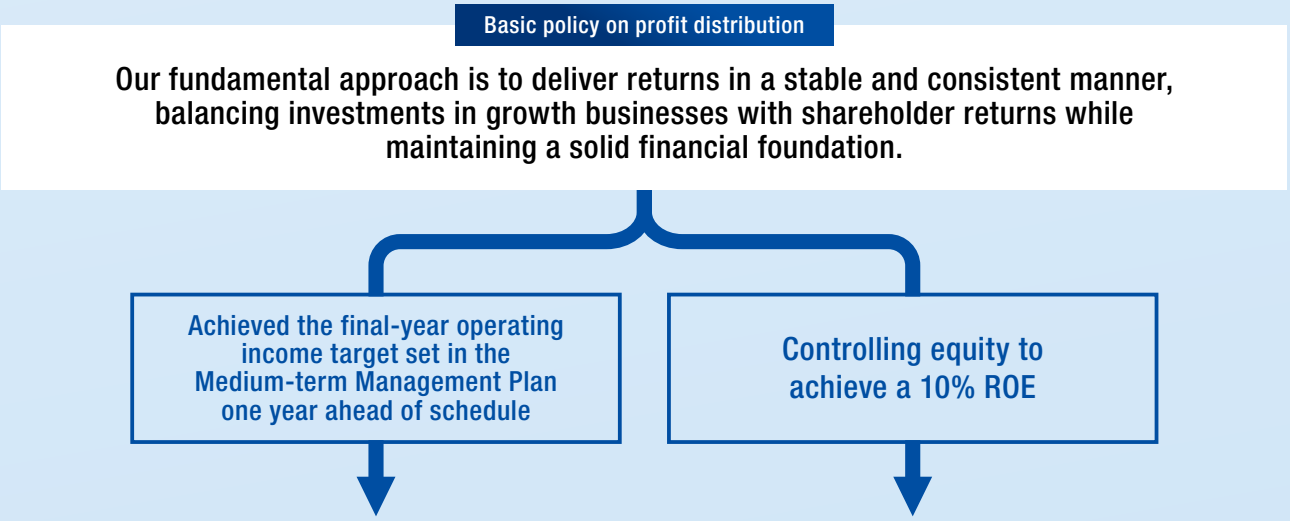 Basic policy on profit distribution
Our fundamental approach is to deliver returns in a stable and consistent manner,
balancing investments in growth businesses with shareholder returns while
maintaining a solid financial foundation.
Achieved the final-year operating
income target set in the
Medium-term Management Plan
one year ahead of schedule
Controlling equity to
achieve a 10% ROE